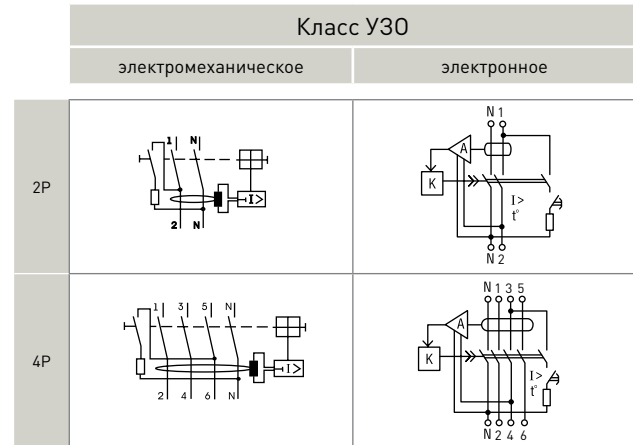 Класс УЗО
электромеханическое электронное
2P
1 N
I>
2 N
N 1
A
K
I>
t°
N 2
4P
1 3 5 N
I>
2 4 6 N
N 1 3 5
A
K
I>
t°
N 2 4 6